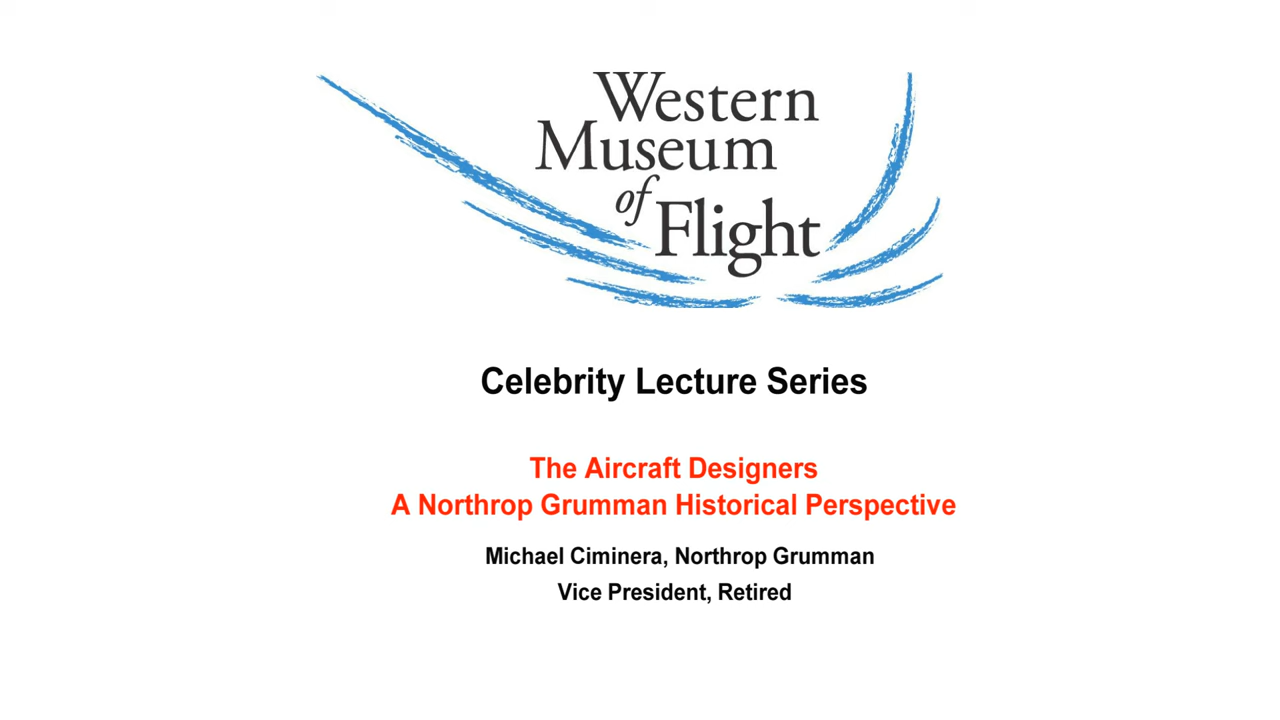 Western
Museum
of
Flight
Celebrity Lecture Series
The Aircraft Designers
A Northrop Grumman Historical Perspective
Michael Ciminera, Northrop Grumman
Vice President, Retired